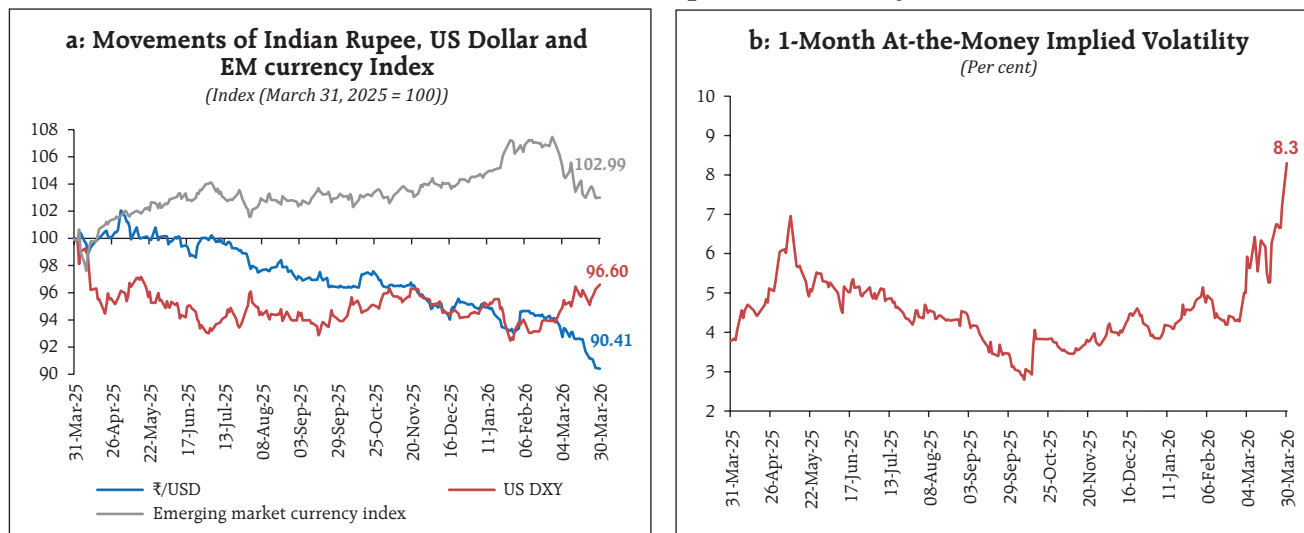 a: Movements of Indian Rupee, US Dollar and
EM currency Index
(Index (March 31, 2025 = 100))
108
106
104
102
100
98
96
94
92
90
102.99
96.60
90.41
31-Mar-25
26-Apr-25
22-May-25
17-Jun-25
13-Jul-25
08-Aug-25
03-Sep-25
29-Sep-25
25-Oct-25
20-Nov-25
16-Dec-25
11-Jan-26
06-Feb-26
04-Mar-26
30-Mar-26
₹/USD
US DXY
Emerging market currency index
b: 1-Month At-the-Money Implied Volatility
(Per cent)
10
9
8
7
6
5
4
3
2
8.3
31-Mar-25
26-Apr-25
22-May-25
17-Jun-25
13-Jul-25
08-Aug-25
03-Sep-25
29-Sep-25
25-Oct-25
20-Nov-25
16-Dec-25
11-Jan-26
06-Feb-26
04-Mar-26
30-Mar-26